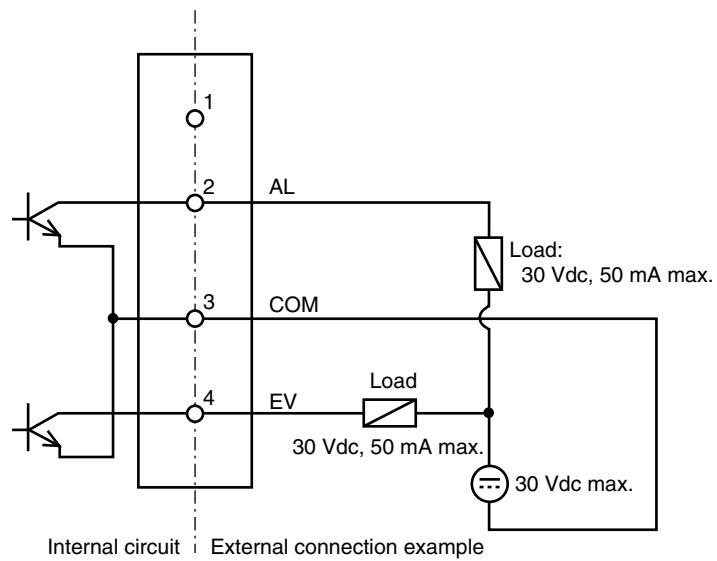 1
2
AL
Load:
30 Vdc, 50 mA max.
3
COM
4
EV
Load
30 Vdc, 50 mA max.
30 Vdc max.
Internal circuit
External connection example